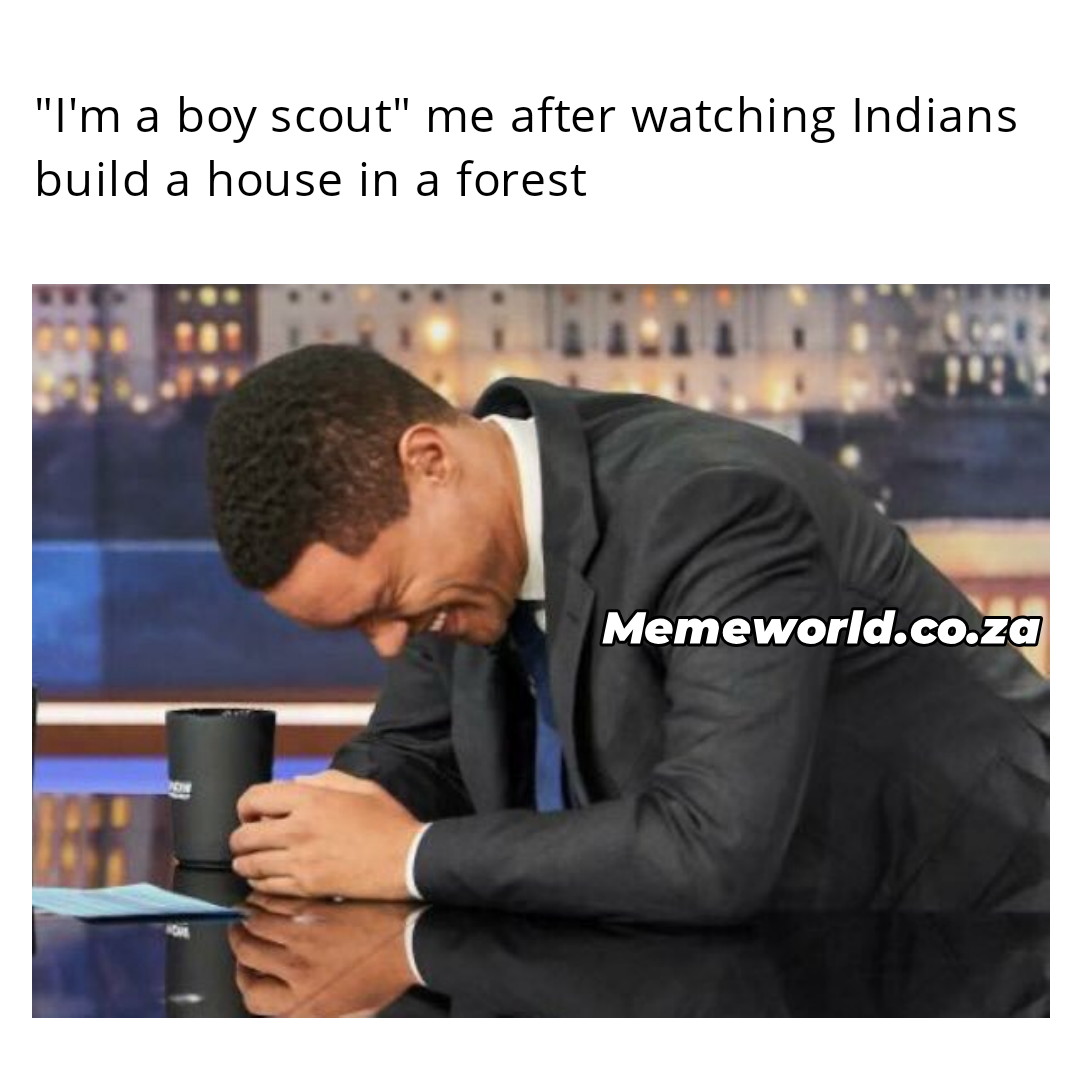 "I'm a boy scout" me after watching Indians
build a house in a forest
Memeworld.co.za